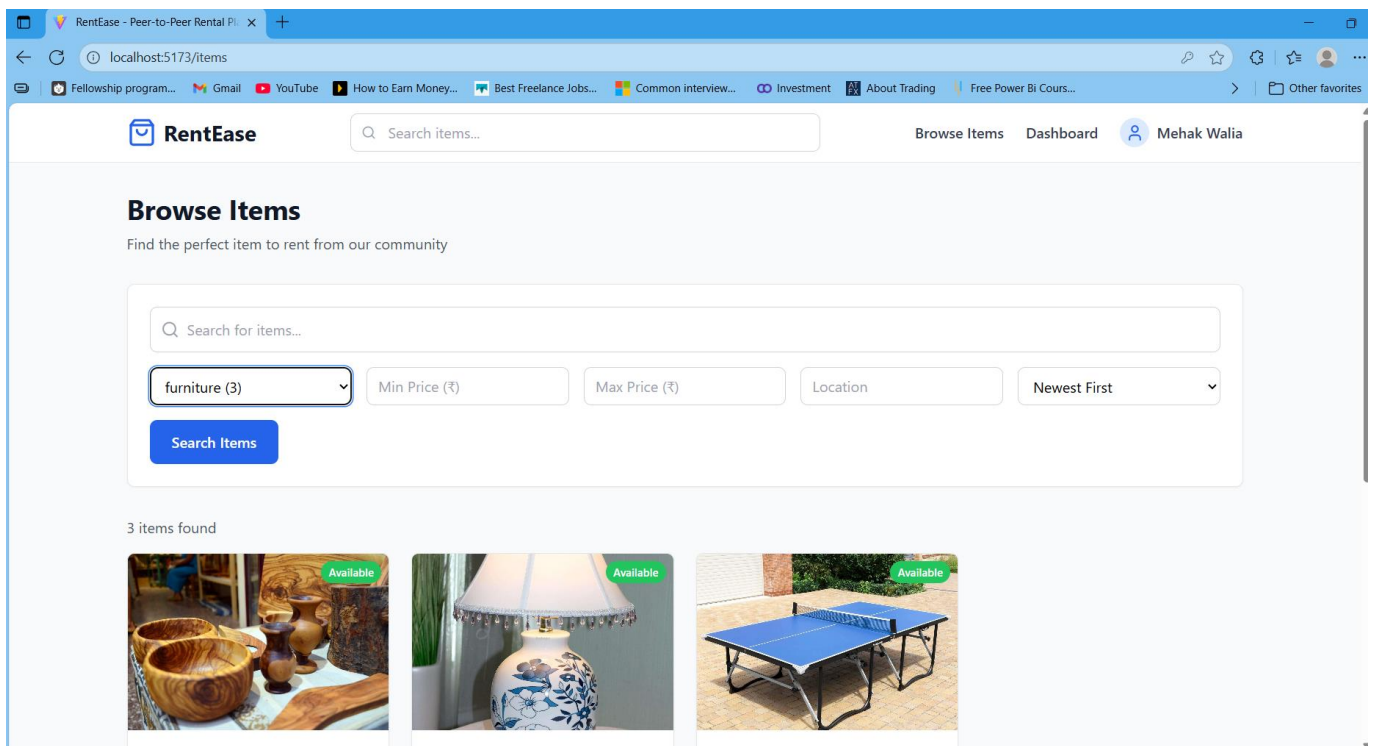 RentEase - Peer-to-Peer Rental Pl
localhost:5173/items
Fellowship program... Gmail YouTube How to Earn Money... Best Freelance Jobs... Common interview... Investment About Trading Free Power Bi Cours... Other favorites
RentEase Search items... Browse Items Dashboard Mehak Walia
Browse Items
Find the perfect item to rent from our community
Search for items...
furniture (3) Min Price (₹) Max Price (₹) Location Newest First
Search Items
3 items found
Available Available Available